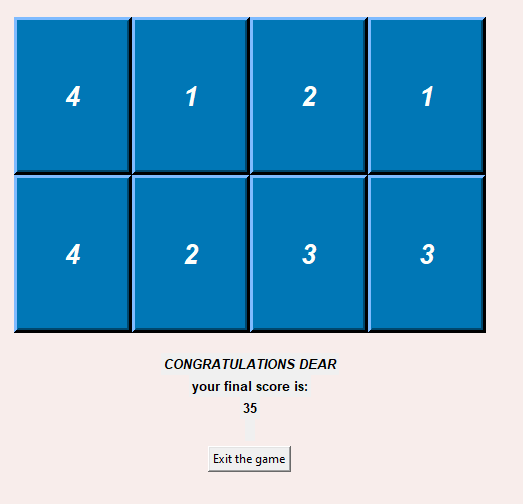 4 1 2 1
4 2 3 3
CONGRATULATIONS DEAR
your final score is:
35
Exit the game